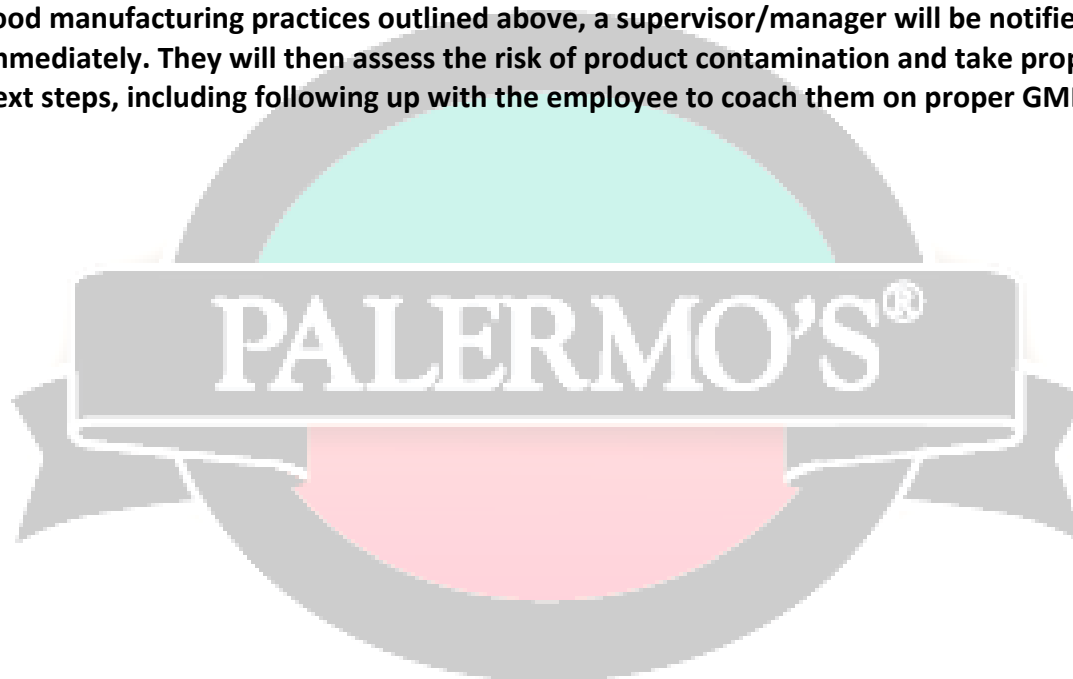 ood manufacturing practices outlined above, a supervisor/manager will be notifie
mmediately. They will then assess the risk of product contamination and take prop
ext steps, including following up with the employee to coach them on proper GM
PALERMO'S®